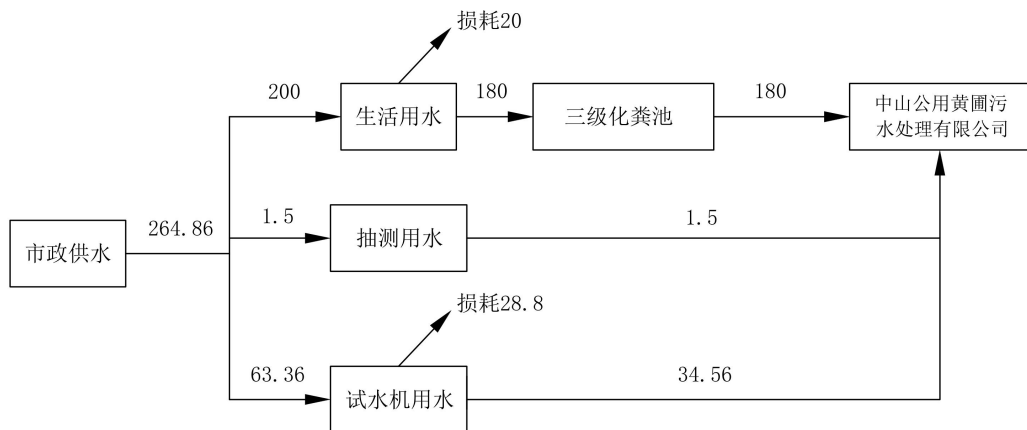 损耗20
200
生活用水
180
三级化粪池
180
中山公用黄圃污
水处理有限公司
市政供水
264.86
1.5
抽测用水
1.5
损耗28.8
63.36
试水机用水
34.56